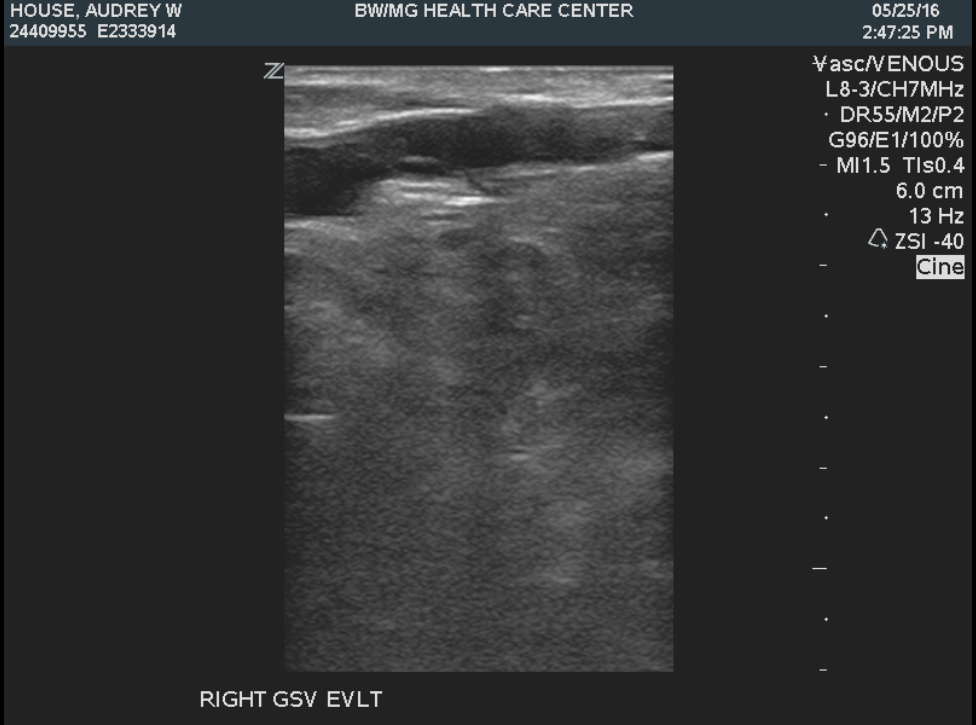 HOUSE, AUDREY W BW/MG HEALTH CARE CENTER 05/25/16
24409955 E2333914 2:47:25 PM
Vasc/VENOUS
L8-3/CH7MHz
DR55/M2/P2
G96/E1/100%
MI1.5 TIs0.4
6.0 cm
13 Hz
ZSI -40
Cine
Z
RIGHT GSV EVLT